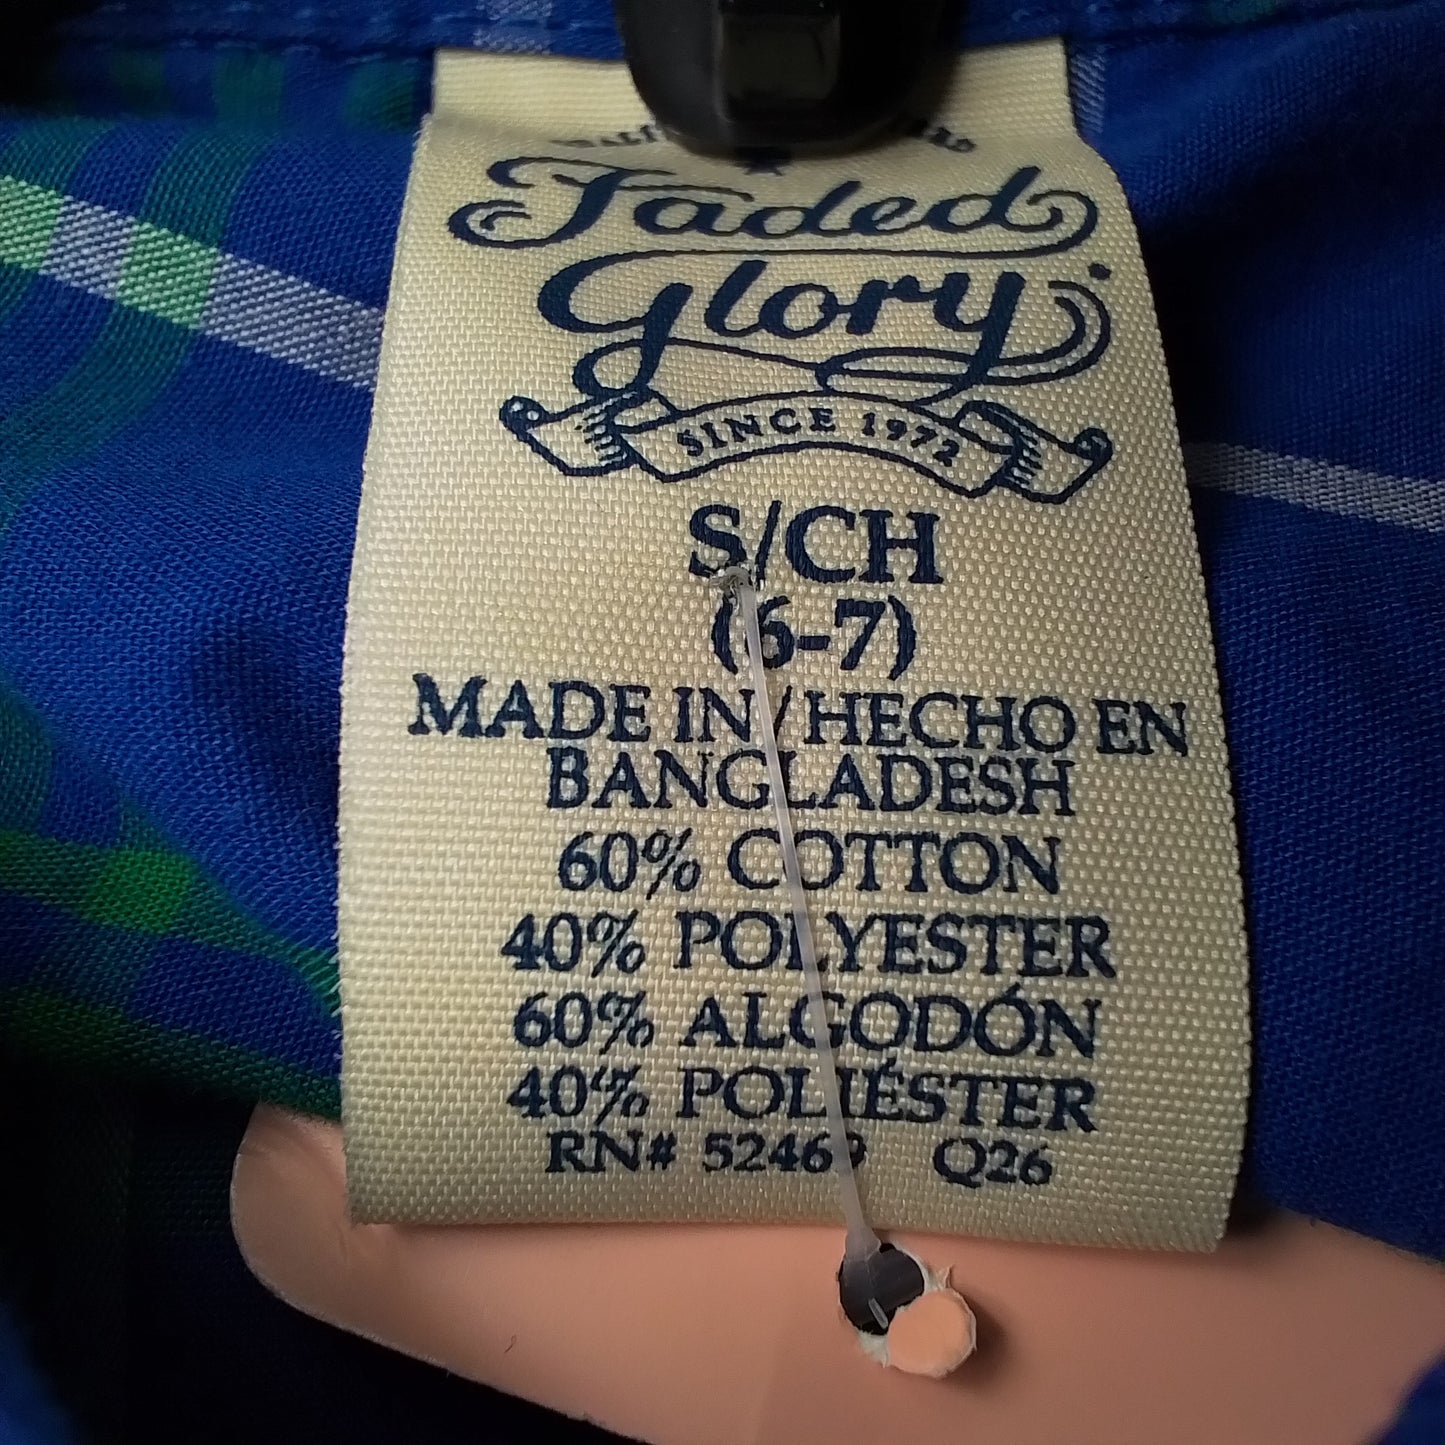 Faded
Glory
SINCE 1972
S/CH
(6-7)
MADE IN/HECHO EN
BANGLADESH
60% COTTON
40% POLYESTER
60% ALGODÓN
40% POLIÉSTER
RN# 52469 Q26